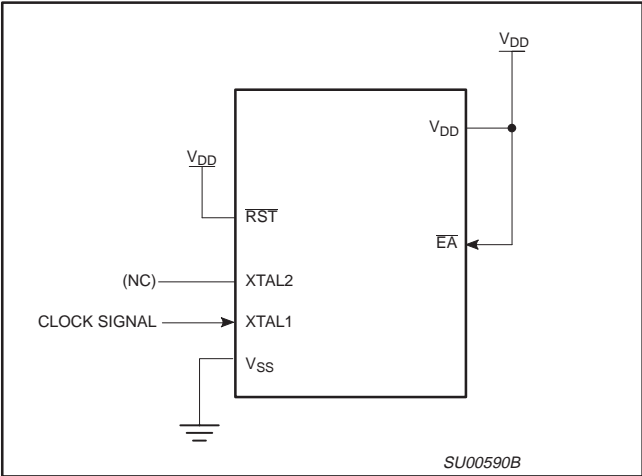 VDD
VDD
VDD
RST
EA
(NC)
XTAL2
CLOCK SIGNAL
XTAL1
VSS
SU00590B